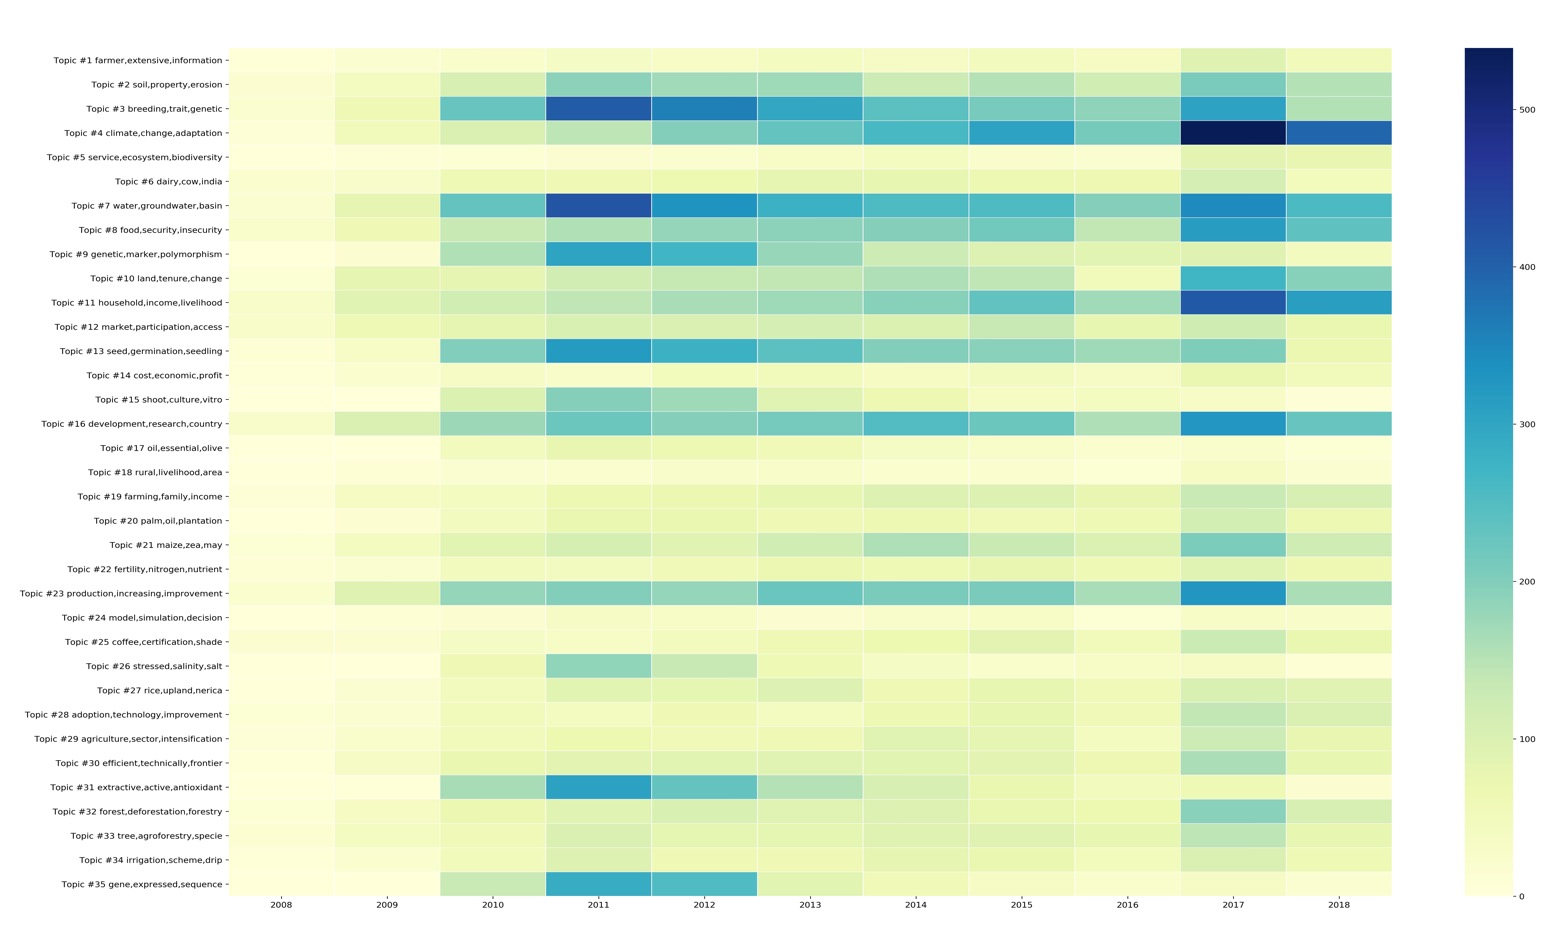 Topic #1 farmer,extensive,information
Topic #2 soil,property,erosion
Topic #3 breeding,trait,genetic
Topic #4 climate,change,adaptation
Topic #5 service,ecosystem,biodiversity
Topic #6 dairy,cow,india
Topic #7 water,groundwater,basin
Topic #8 food,security,insecurity
Topic #9 genetic,marker,polymorphism
Topic #10 land,tenure,change
Topic #11 household,income,livelihood
Topic #12 market,participation,access
Topic #13 seed,germination,seedling
Topic #14 cost,economic,profit
Topic #15 shoot,culture,vitro
Topic #16 development,research,country
Topic #17 oil,essential,olive
Topic #18 rural,livelihood,area
Topic #19 farming,family,income
Topic #20 palm,oil,plantation
Topic #21 maize,zea,may
Topic #22 fertility,nitrogen,nutrient
Topic #23 production,increasing,improvement
Topic #24 model,simulation,decision
Topic #25 coffee,certification,shade
Topic #26 stressed,salinity,salt
Topic #27 rice,upland,nerica
Topic #28 adoption,technology,improvement
Topic #29 agriculture,sector,intensification
Topic #30 efficient,technically,frontier
Topic #31 extractive,active,antioxidant
Topic #32 forest,deforestation,forestry
Topic #33 tree,agroforestry,specie
Topic #34 irrigation,scheme,drip
Topic #35 gene,expressed,sequence
2008 2009 2010 2011 2012 2013 2014 2015 2016 2017 2018
500
400
300
200
100
0